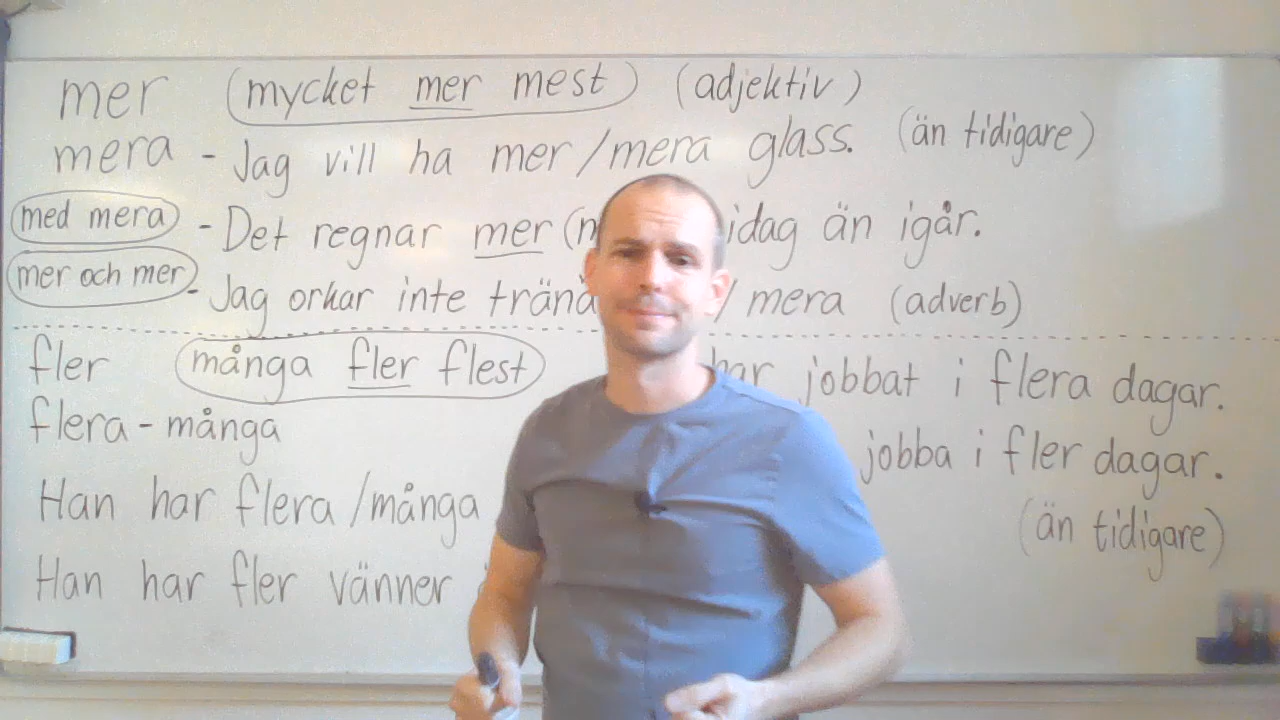 mer (mycket mer mest) (adjektiv)
mera - Jag vill ha mer/mera glass. (än tidigare)
med mera - Det regnar mer (m idag än igår.
mer och mer - Jag orkar inte träna / mera (adverb)
fler många fler flest har jobbat i flera dagar.
flera - många jobba i fler dagar.
Han har flera/många (än tidigare)
Han har fler vänner